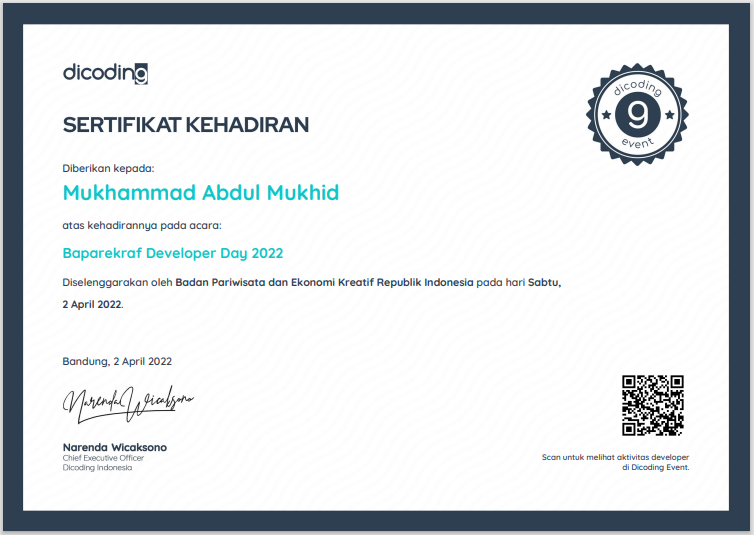 dicoding
SERTIFIKAT KEHADIRAN
dicoding
9
event
Diberikan kepada:
Mukhammad Abdul Mukhid
atas kehadirannya pada acara:
Baparekraf Developer Day 2022
Diselenggarakan oleh Badan Pariwisata dan Ekonomi Kreatif Republik Indonesia pada hari Sabtu,
2 April 2022.
Bandung, 2 April 2022
Narenda Wicaksono
Narenda Wicaksono
Chief Executive Officer
Dicoding Indonesia
Scan untuk melihat aktivitas developer
di Dicoding Event.